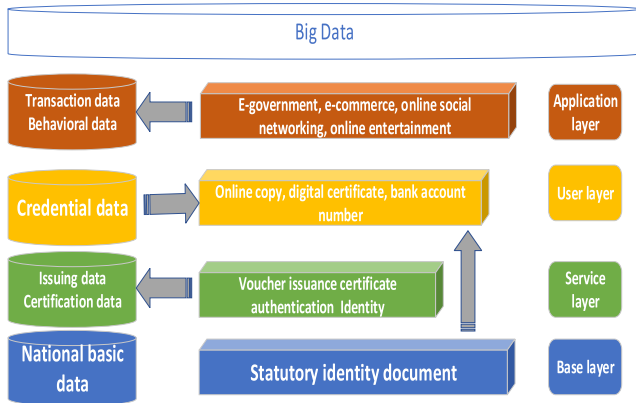 Big Data
Transaction data
Behavioral data
E-government, e-commerce, online social
networking, online entertainment
Application
layer
Credential data
Online copy, digital certificate, bank account
number
User layer
Issuing data
Certification data
Voucher issuance certificate
authentication Identity
Service
layer
National basic
data
Statutory identity document
Base layer